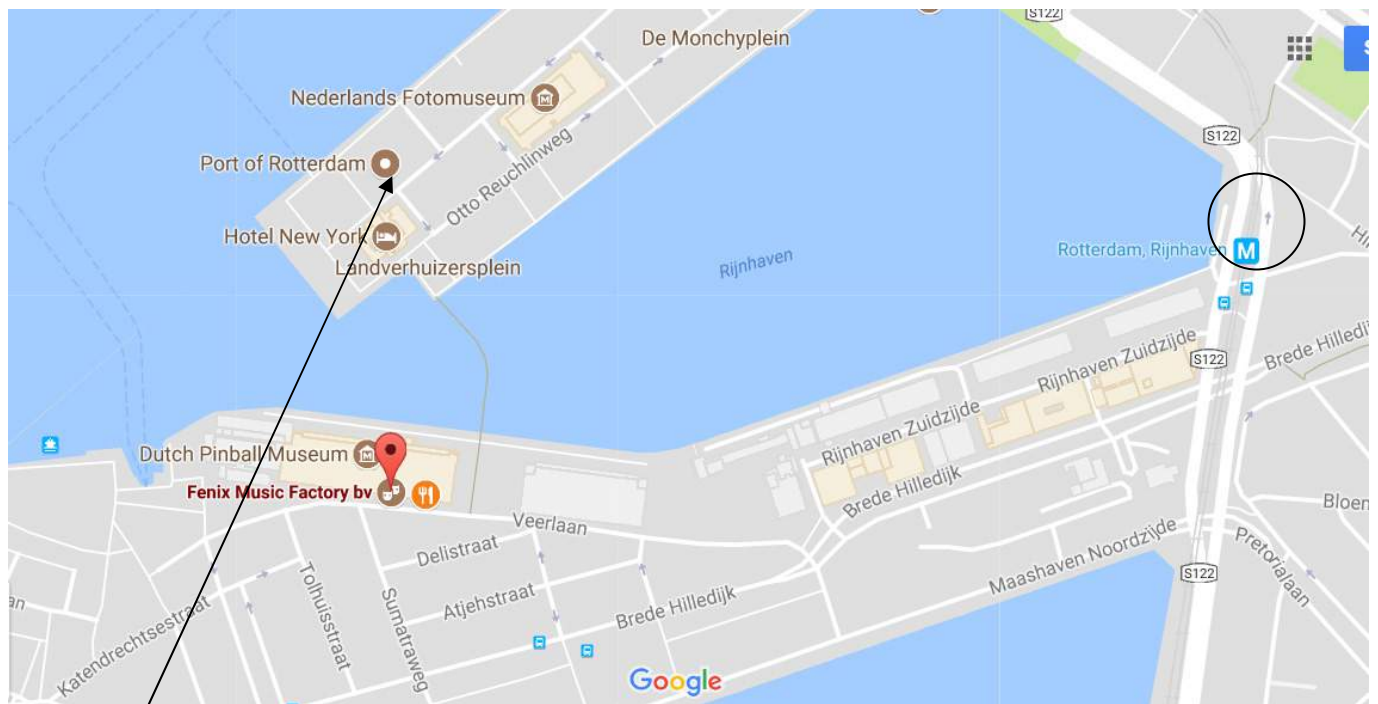 S122
De Monchyplein
S
Nederlands Fotomuseum
S122
Port of Rotterdam
Otto Reuchlinweg
Hotel New York
Rotterdam, Rijnhaven M
Rijnhaven
Landverhuizersplein
Rijnhaven Zuidzijde
S122
Brede Hilledij
Rijnhaven Zuidzijde
Dutch Pinball Museum
Fenix Music Factory bv
Brede Hilledijk
Bloem
Veerlaan
Delistraat
Maashaven Noordzijde
Pretorialaan
S122
Tolhuisstraat
Sumatraweg
Atjehstraat
Brede Hilledijk
Katendrechtsestraat
an
Google